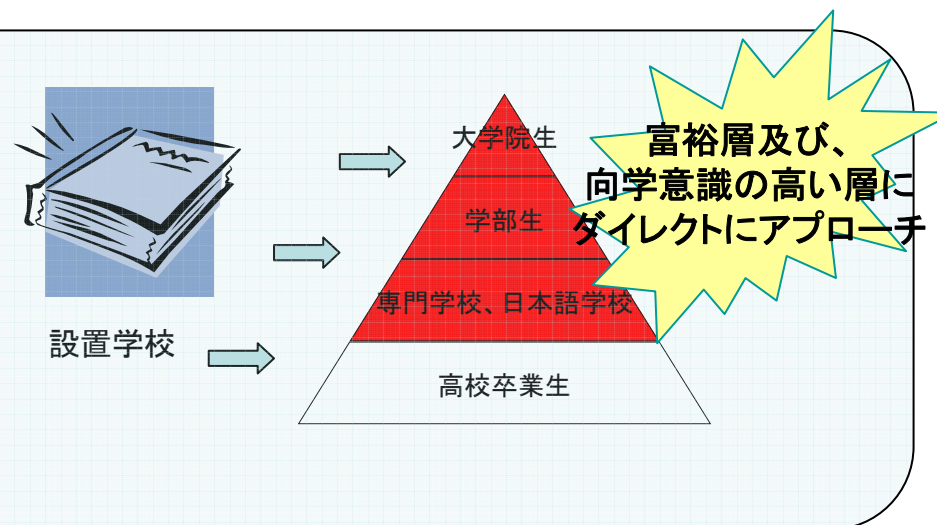 大学院生
学部生
専門学校、日本語学校
高校卒業生
設置学校
富裕層及び、
向学意識の高い層に
ダイレクトにアプローチ